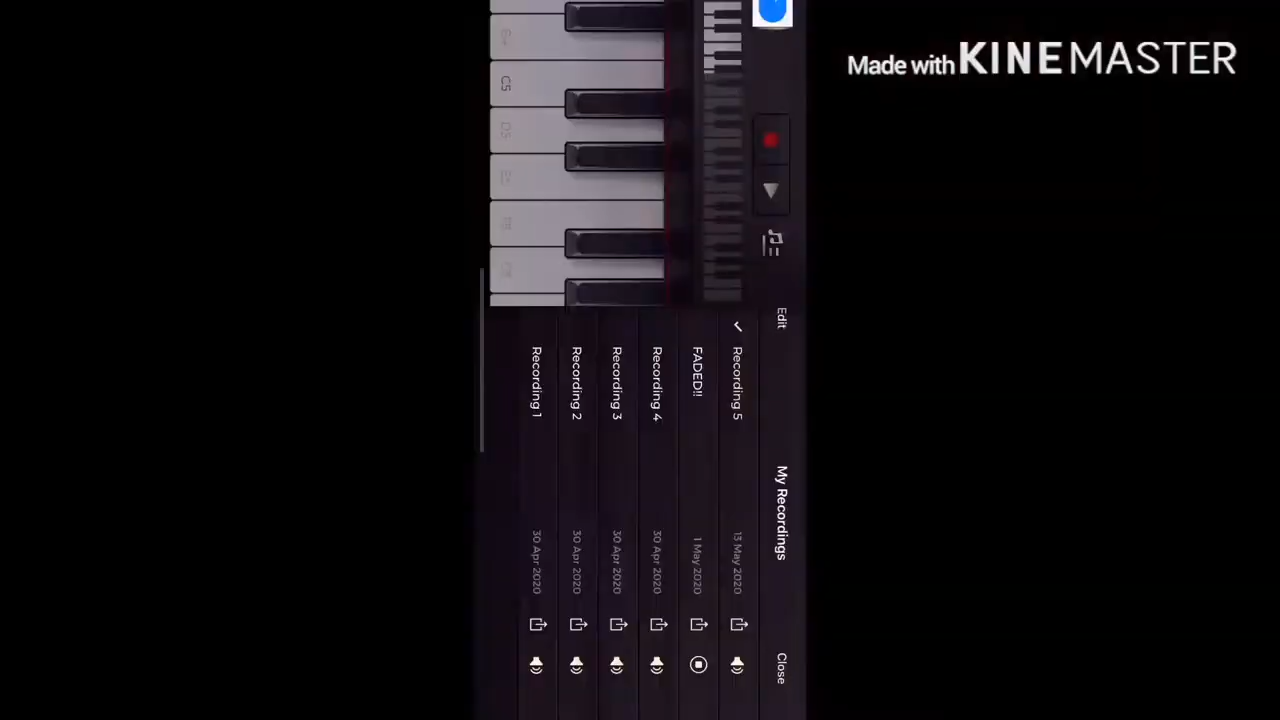 Made with KINEMASTER
Edit My Recordings Close
Recording 5 13 May 2020
FADED!! 1 May 2020
Recording 4 30 Apr 2020
Recording 3 30 Apr 2020
Recording 2 30 Apr 2020
Recording 1 30 Apr 2020
C5
D5